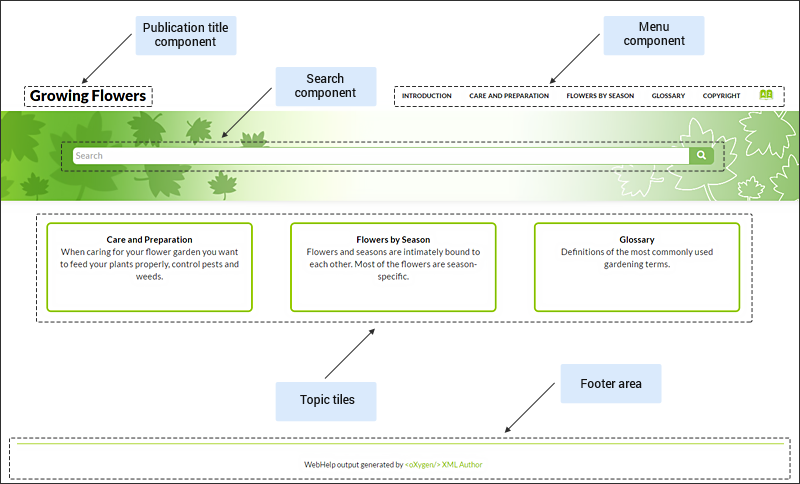 Publication title
component
Menu
component
Search
component
Growing Flowers
INTRODUCTION CARE AND PREPARATION FLOWERS BY SEASON GLOSSARY COPYRIGHT
Search
Care and Preparation
When caring for your flower garden you want
to feed your plants properly, control pests and
weeds.
Flowers by Season
Flowers and seasons are intimately bound to
each other. Most of the flowers are season-
specific.
Glossary
Definitions of the most commonly used
gardening terms.
Topic tiles
Footer area
WebHelp output generated by <oXygen/> XML Author